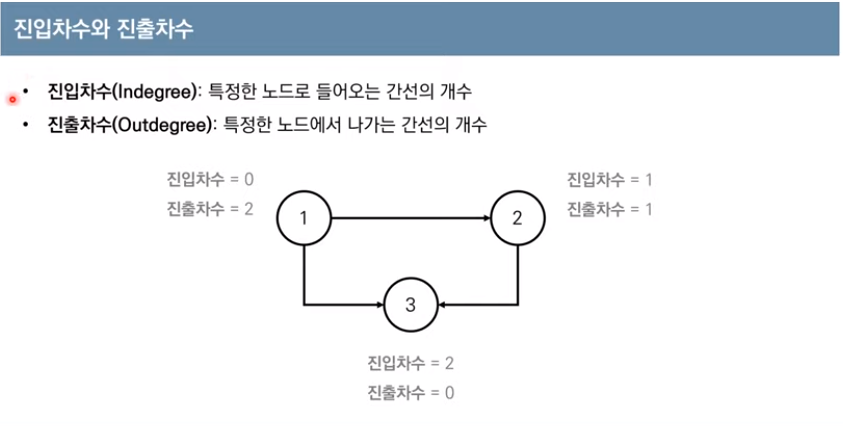 진입차수와 진출차수
• 진입차수(Indegree): 특정한 노드로 들어오는 간선의 개수
• 진출차수(Outdegree): 특정한 노드에서 나가는 간선의 개수
진입차수 = 0
진출차수 = 2
1
2
진입차수 = 1
진출차수 = 1
3
진입차수 = 2
진출차수 = 0